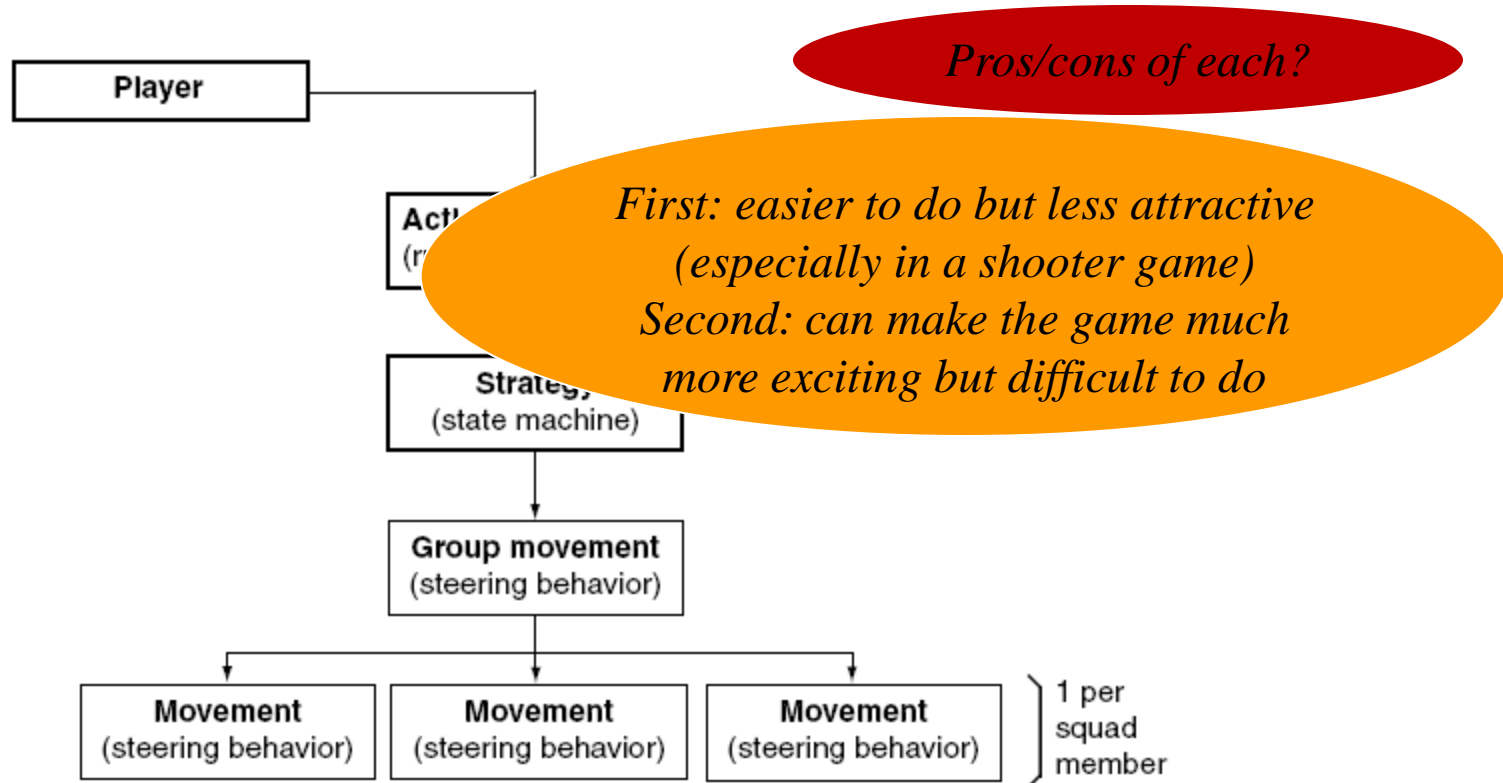 Pros/cons of each?
Player
First: easier to do but less attractive
(especially in a shooter game)
Second: can make the game much
more exciting but difficult to do
(state machine)
Group movement
(steering behavior)
Movement
(steering behavior)
Movement
(steering behavior)
Movement
(steering behavior)
1 per
squad
member